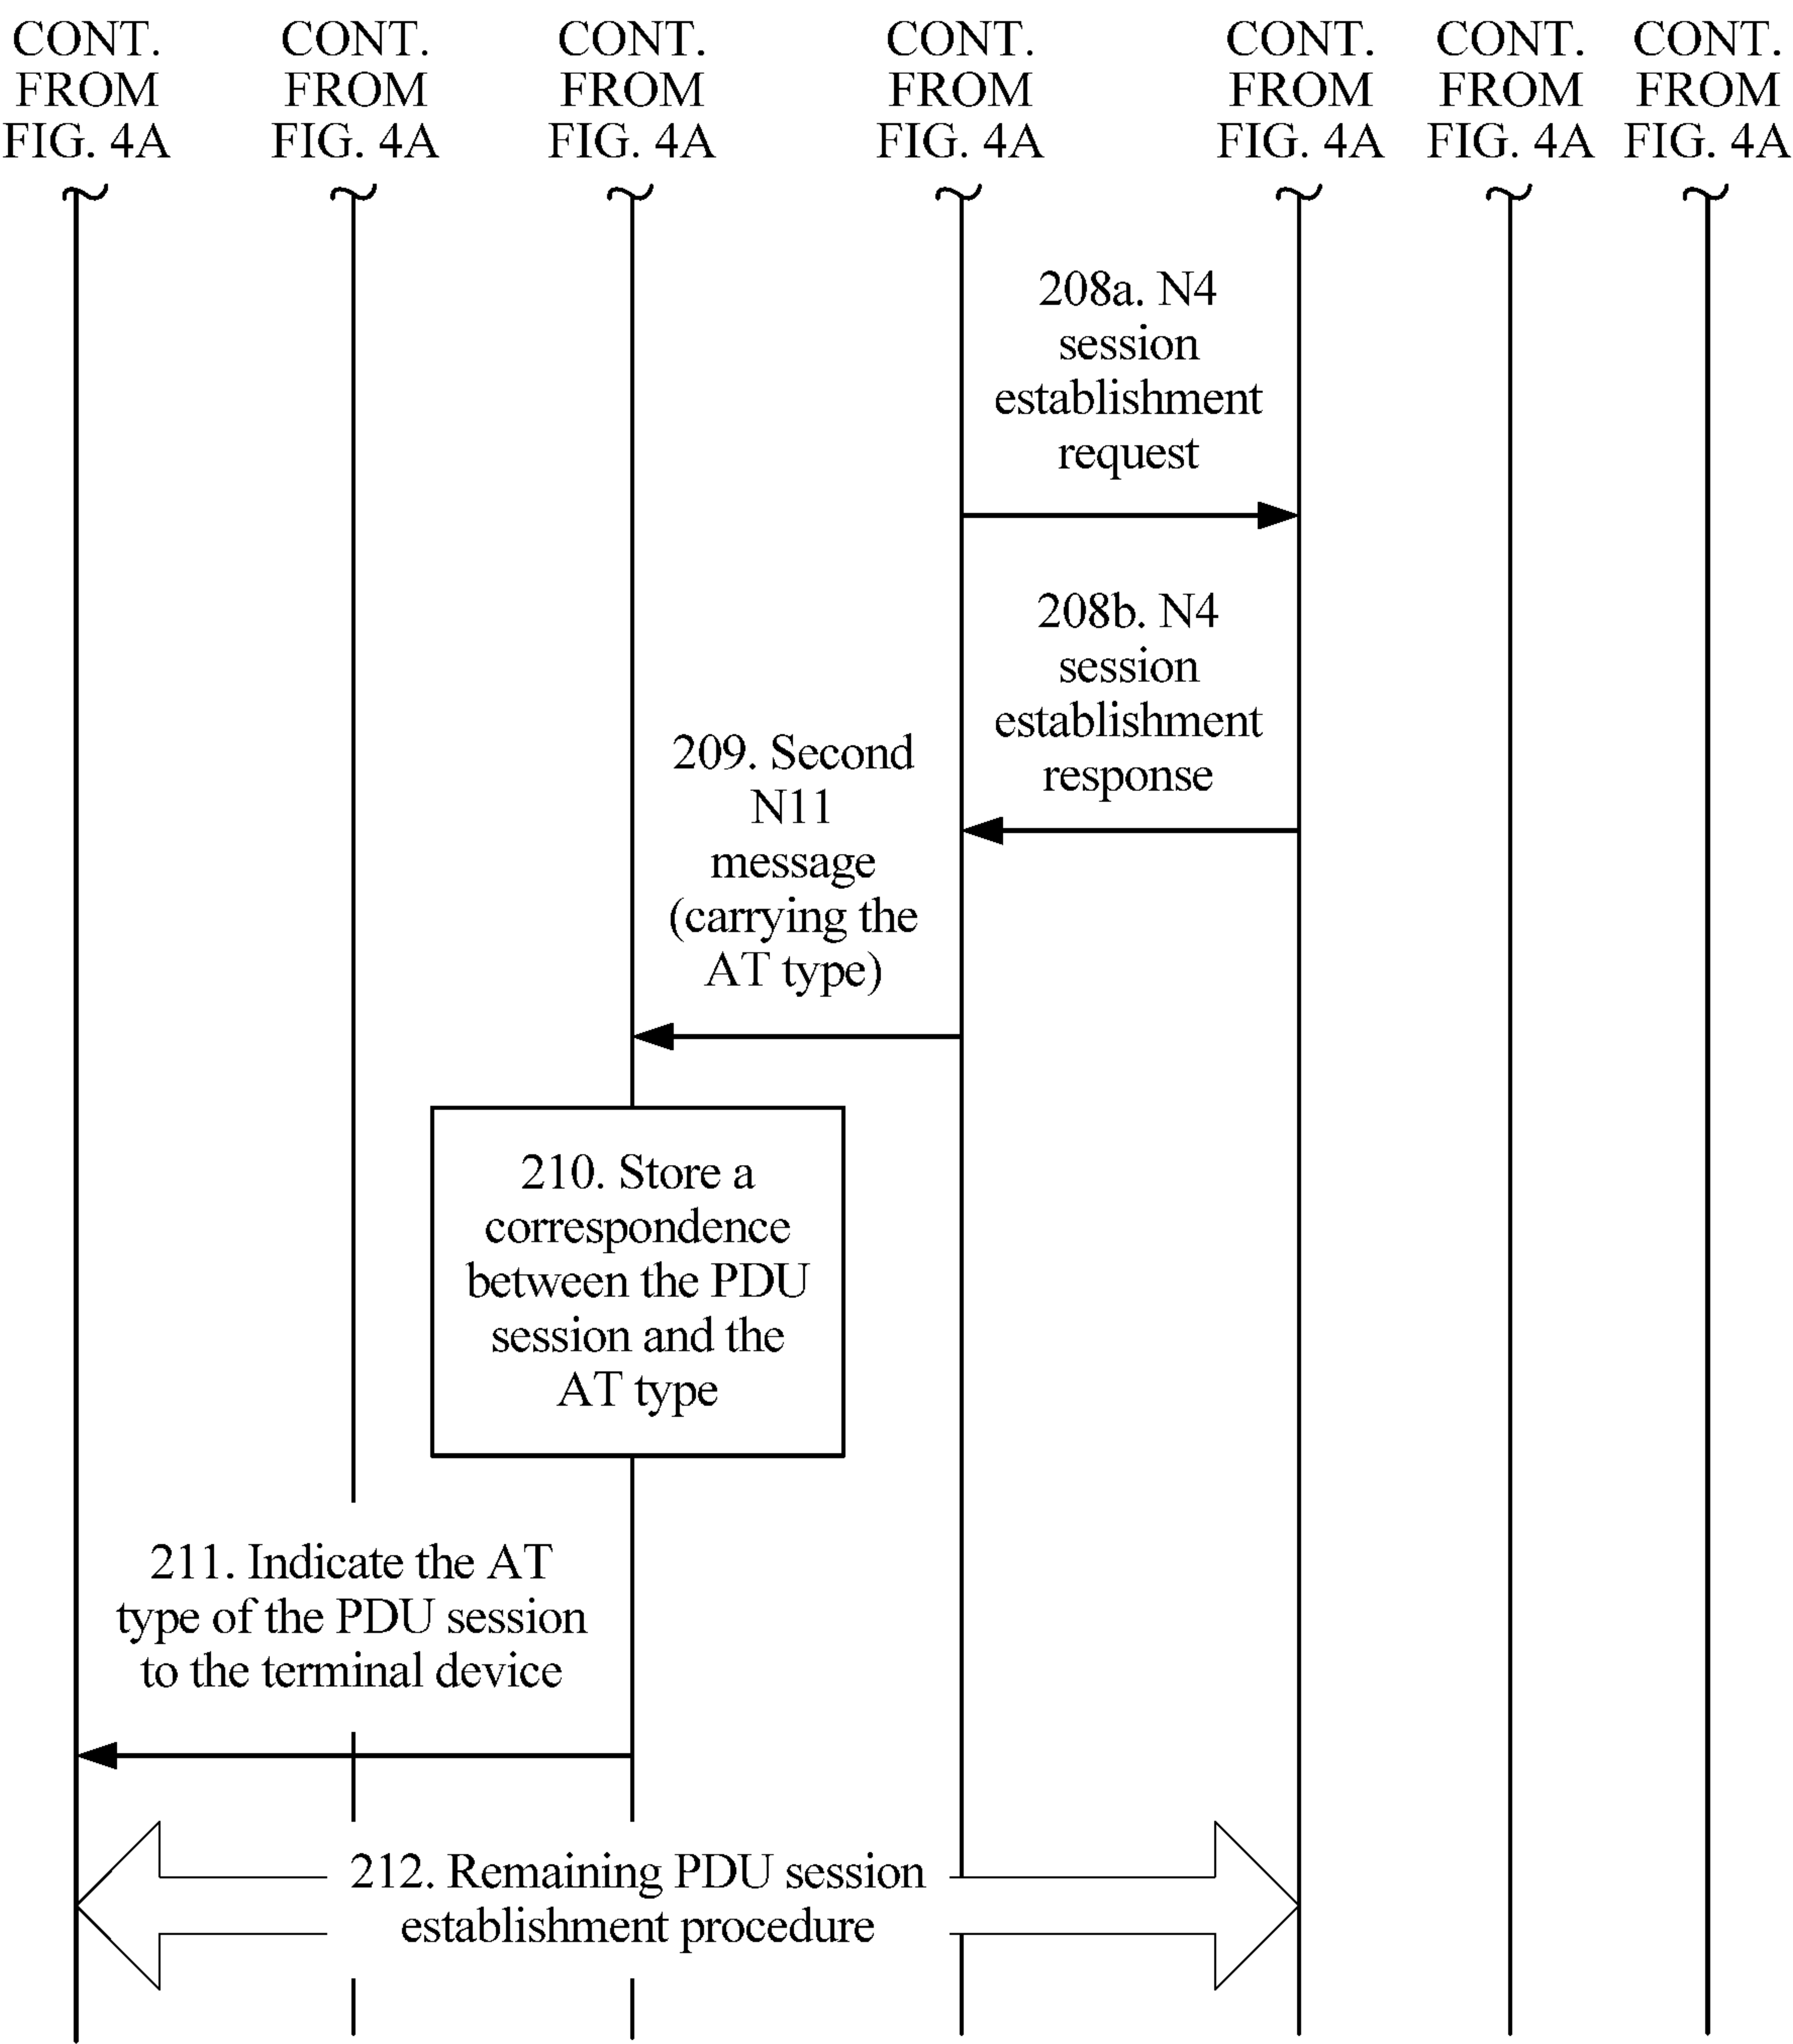 CONT.
FROM
FIG. 4A
CONT.
FROM
FIG. 4A
CONT.
FROM
FIG. 4A
CONT.
FROM
FIG. 4A
CONT.
FROM
FIG. 4A
CONT.
FROM
FIG. 4A
CONT.
FROM
FIG. 4A
208a. N4
session
establishment
request
208b. N4
session
establishment
response
209. Second
N11
message
(carrying the
AT type)
210. Store a
correspondence
between the PDU
session and the
AT type
211. Indicate the AT
type of the PDU session
to the terminal device
212. Remaining PDU session
establishment procedure